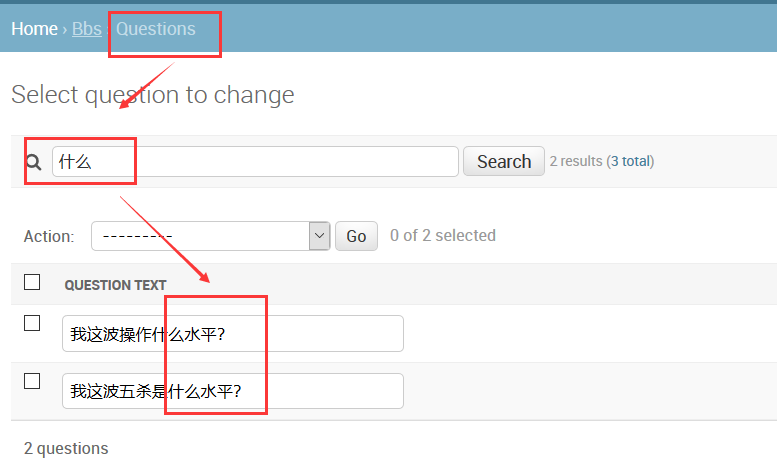 Home › Bbs › Questions
Select question to change
什么 Search 2 results (3 total)
Action: --------- Go 0 of 2 selected
QUESTION TEXT
我这波操作什么水平?
我这波五杀是什么水平?
2 questions